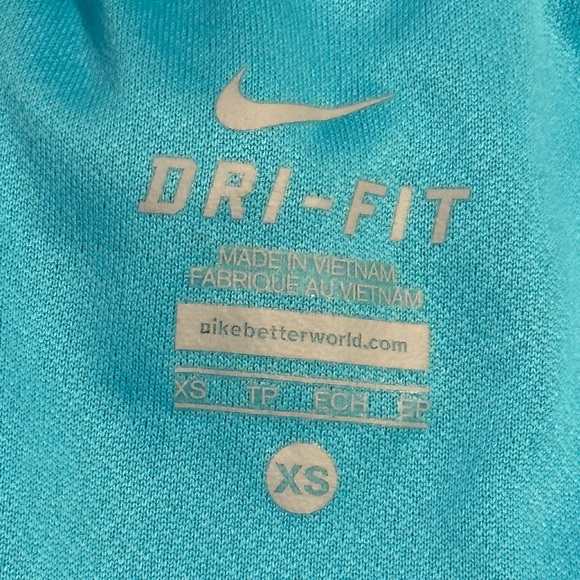 DRI-FIT
MADE IN VIETNAM
FABRIQUE AU VIETNAM
nikebetterworld.com
XS TP ECH EP
XS